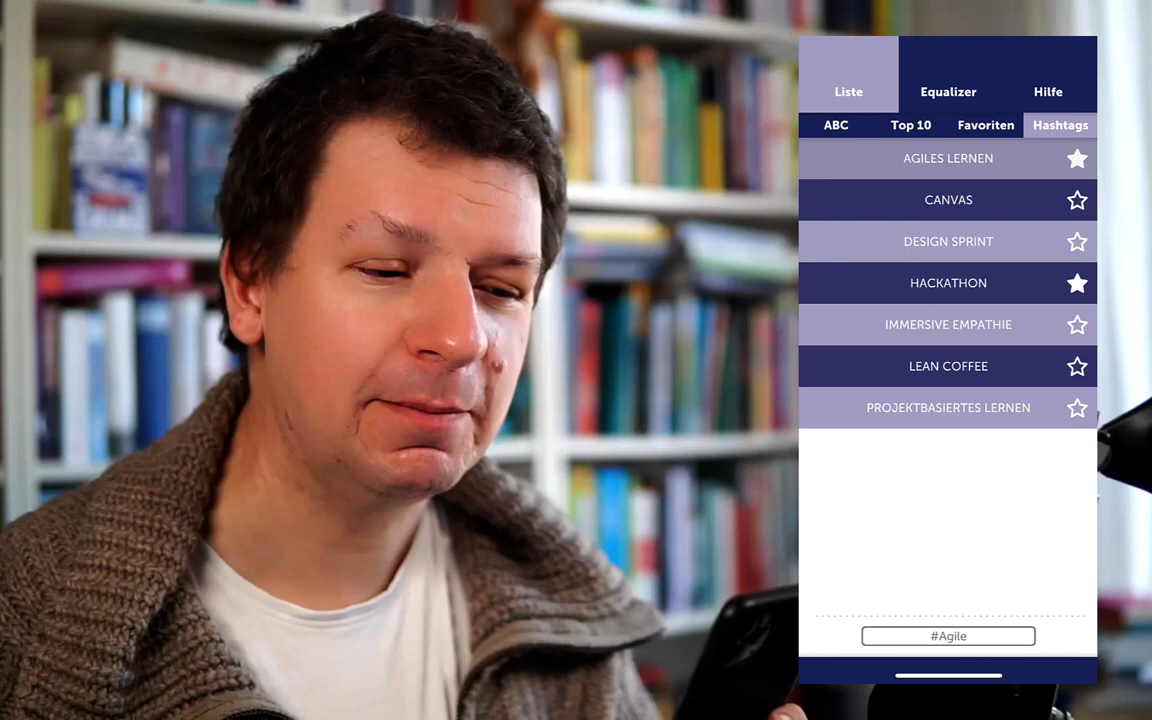 Liste Equalizer Hilfe
ABC Top 10 Favoriten Hashtags
AGILES LERNEN
CANVAS
DESIGN SPRINT
HACKATHON
IMMERSIVE EMPATHIE
LEAN COFFEE
PROJEKTBASIERTES LERNEN
#Agile